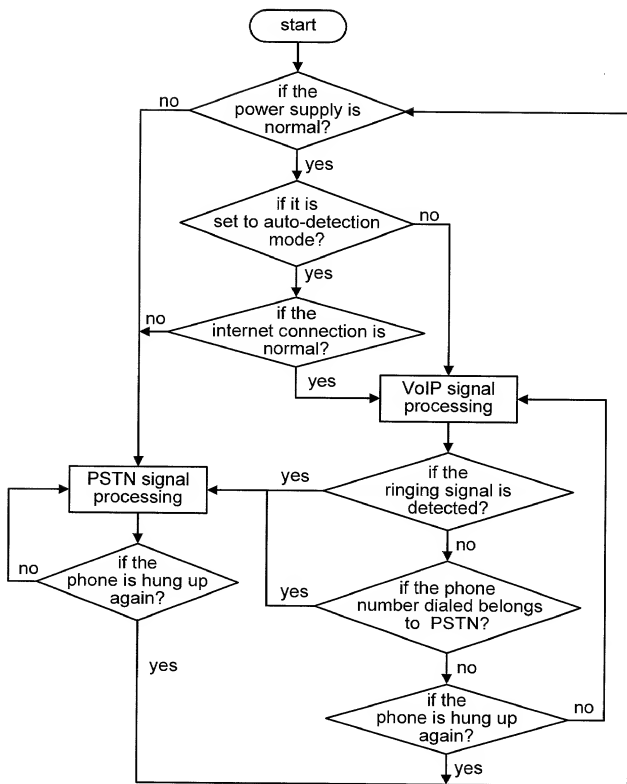 start
if the
power supply is
normal?
no
yes
if it is
set to auto-detection
mode?
no
yes
if the
internet connection is
normal?
no
yes
VoIP signal
processing
PSTN signal
processing
yes
if the
ringing signal is
detected?
no
if the
phone is hung up
again?
no
yes
yes
if the phone
number dialed belongs
to PSTN?
no
if the
phone is hung up
again?
no
yes